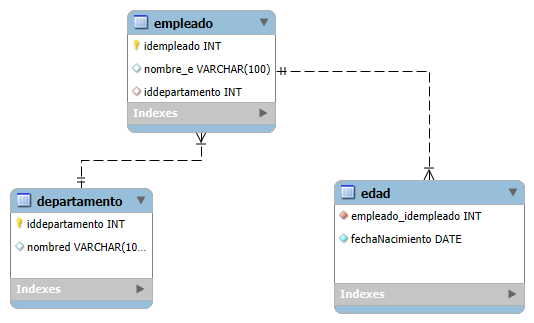 empleado
idempleado INT
nombre_e VARCHAR(100)
iddepartamento INT
Indexes
departamento
iddepartamento INT
nombred VARCHAR(10...
Indexes
edad
empleado_idempleado INT
fechaNacimiento DATE
Indexes